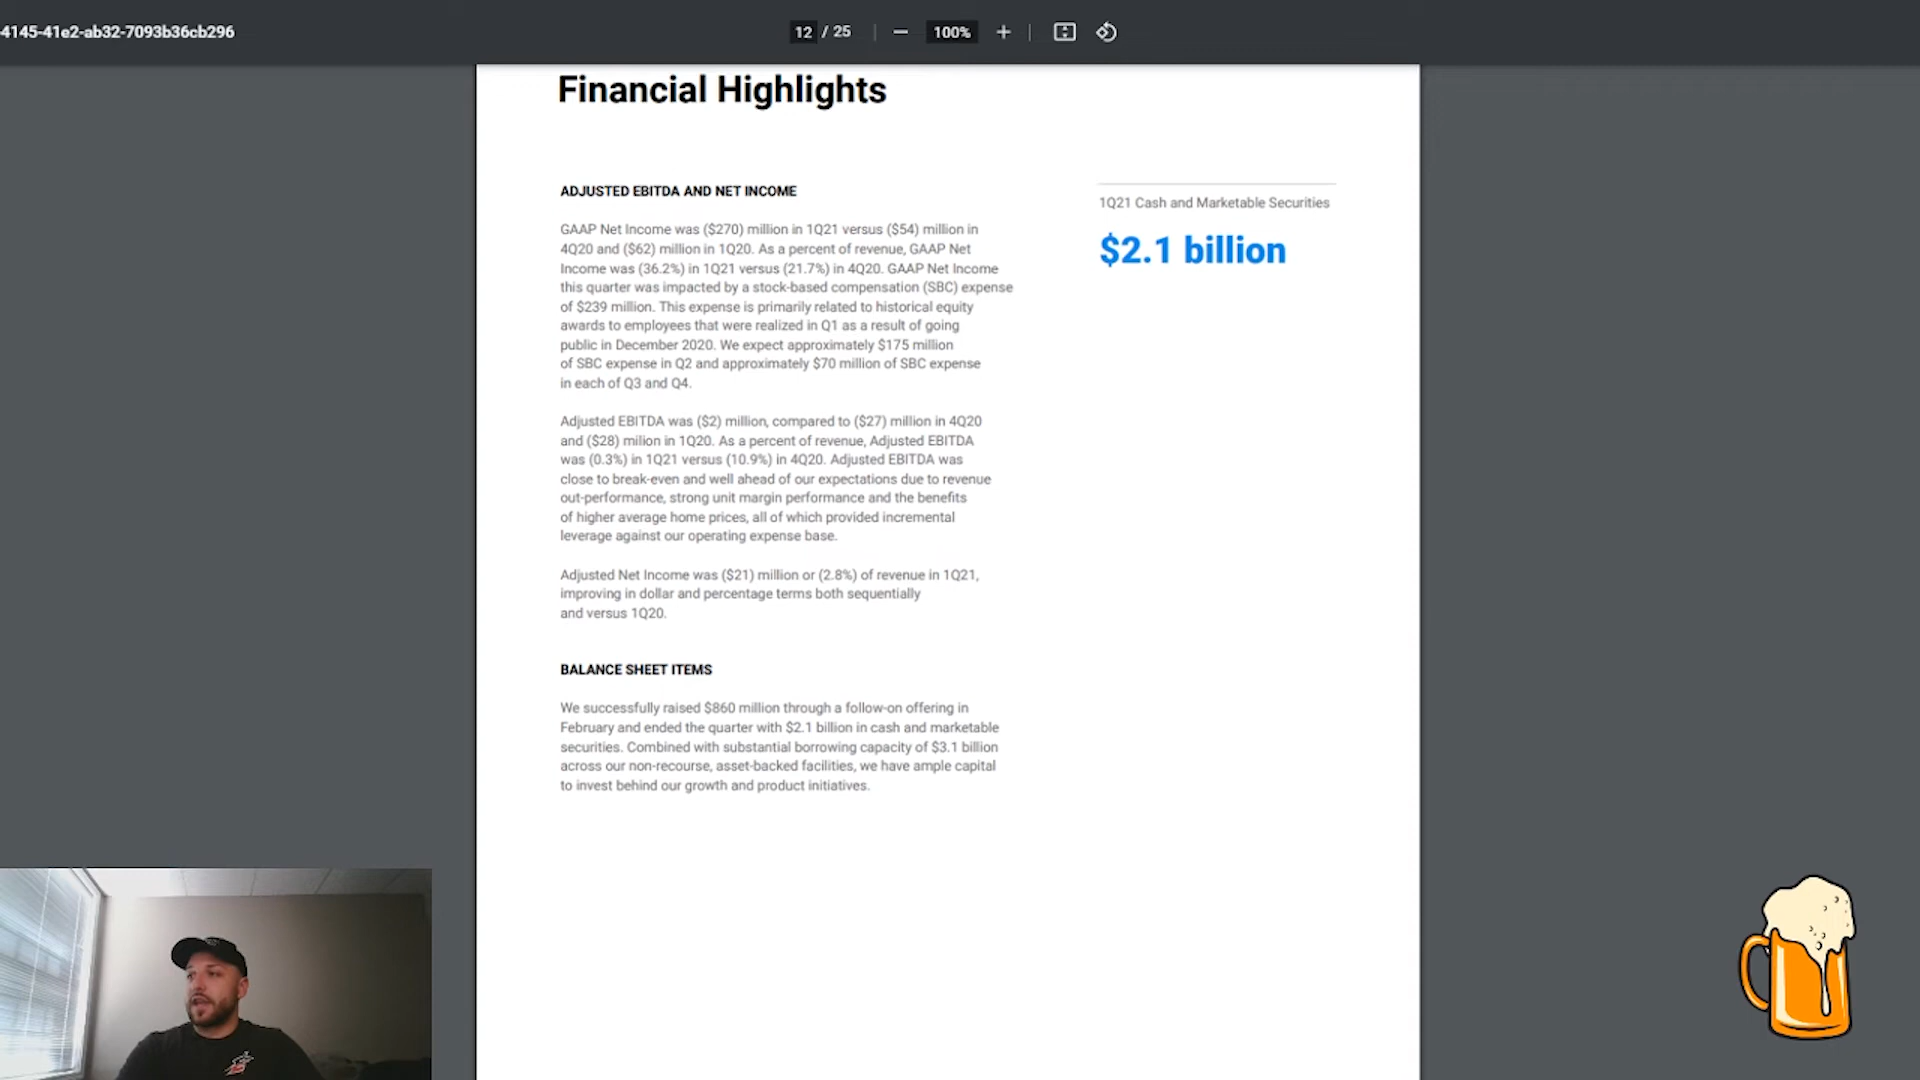 -4145-41e2-ab32-7093b36cb296
12 / 25
100%
Financial Highlights
ADJUSTED EBITDA AND NET INCOME
GAAP Net Income was ($270) million in 1Q21 versus ($54) million in
4Q20 and ($62) million in 1Q20. As a percent of revenue, GAAP Net
Income was (36.2%) in 1Q21 versus (21.7%) in 4Q20. GAAP Net Income
this quarter was impacted by a stock-based compensation (SBC) expense
of $239 million. This expense is primarily related to historical equity
awards to employees that were realized in Q1 as a result of going
public in December 2020. We expect approximately $175 million
of SBC expense in Q2 and approximately $70 million of SBC expense
in each of Q3 and Q4.
Adjusted EBITDA was ($2) million, compared to ($27) million in 4Q20
and ($28) milion in 1Q20. As a percent of revenue, Adjusted EBITDA
was (0.3%) in 1Q21 versus (10.9%) in 4Q20. Adjusted EBITDA was
close to break-even and well ahead of our expectations due to revenue
out-performance, strong unit margin performance and the benefits
of higher average home prices, all of which provided incremental
leverage against our operating expense base.
Adjusted Net Income was ($21) million or (2.8%) of revenue in 1Q21,
improving in dollar and percentage terms both sequentially
and versus 1Q20.
BALANCE SHEET ITEMS
We successfully raised $860 million through a follow-on offering in
February and ended the quarter with $2.1 billion in cash and marketable
securities. Combined with substantial borrowing capacity of $3.1 billion
across our non-recourse, asset-backed facilities, we have ample capital
to invest behind our growth and product initiatives.
1Q21 Cash and Marketable Securities
$2.1 billion